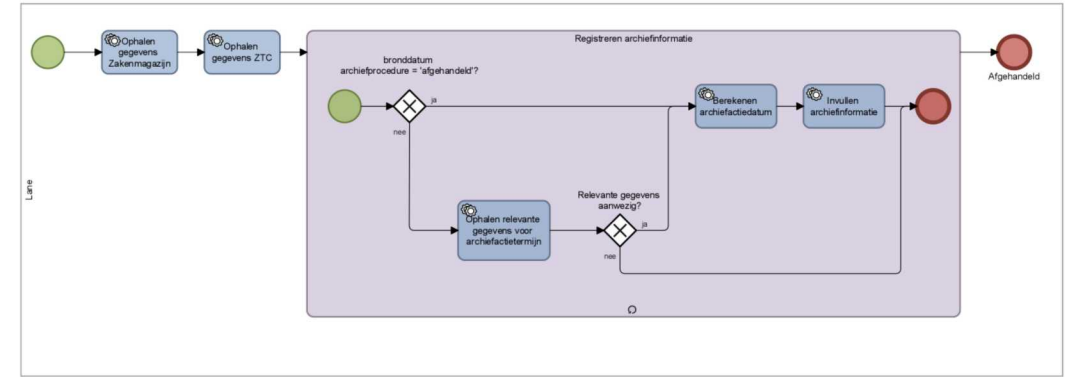 Ophalen
gegevens
Zakenmagazijn
Ophalen
gegevens ZTC
Registreren archiefinformatie
bronddatum
archiefprocedure = 'afgehandeld'?
ja
nee
Berekenen
archiefactiedatum
Invullen
archiefinformatie
Afgehandeld
Lane
Ophalen relevante
gegevens voor
archiefactietermijn
Relevante gegevens
aanwezig?
ja
nee